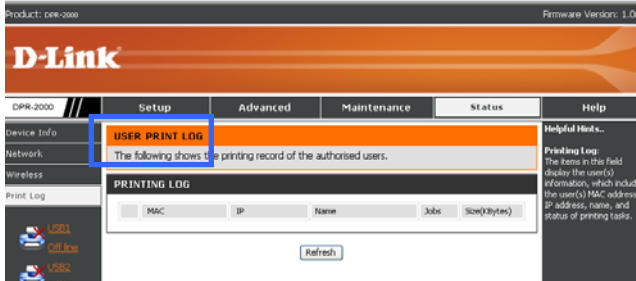 Product: DPR-2000
Firmware Version: 1.0
D-Link
DPR-2000
Setup
Advanced
Maintenance
Status
Help
Device Info
Network
Wireless
Print Log
USB1
Off line
USB2
USER PRINT LOG
The following shows the printing record of the authorised users.
PRINTING LOG
MAC IP Name Jobs Size(KBytes)
Refresh
Helpful Hints..
Printing Log:
The items in this field
display the user(s)
information, which includ
the user(s) MAC address
IP address, name, and
status of printing tasks.